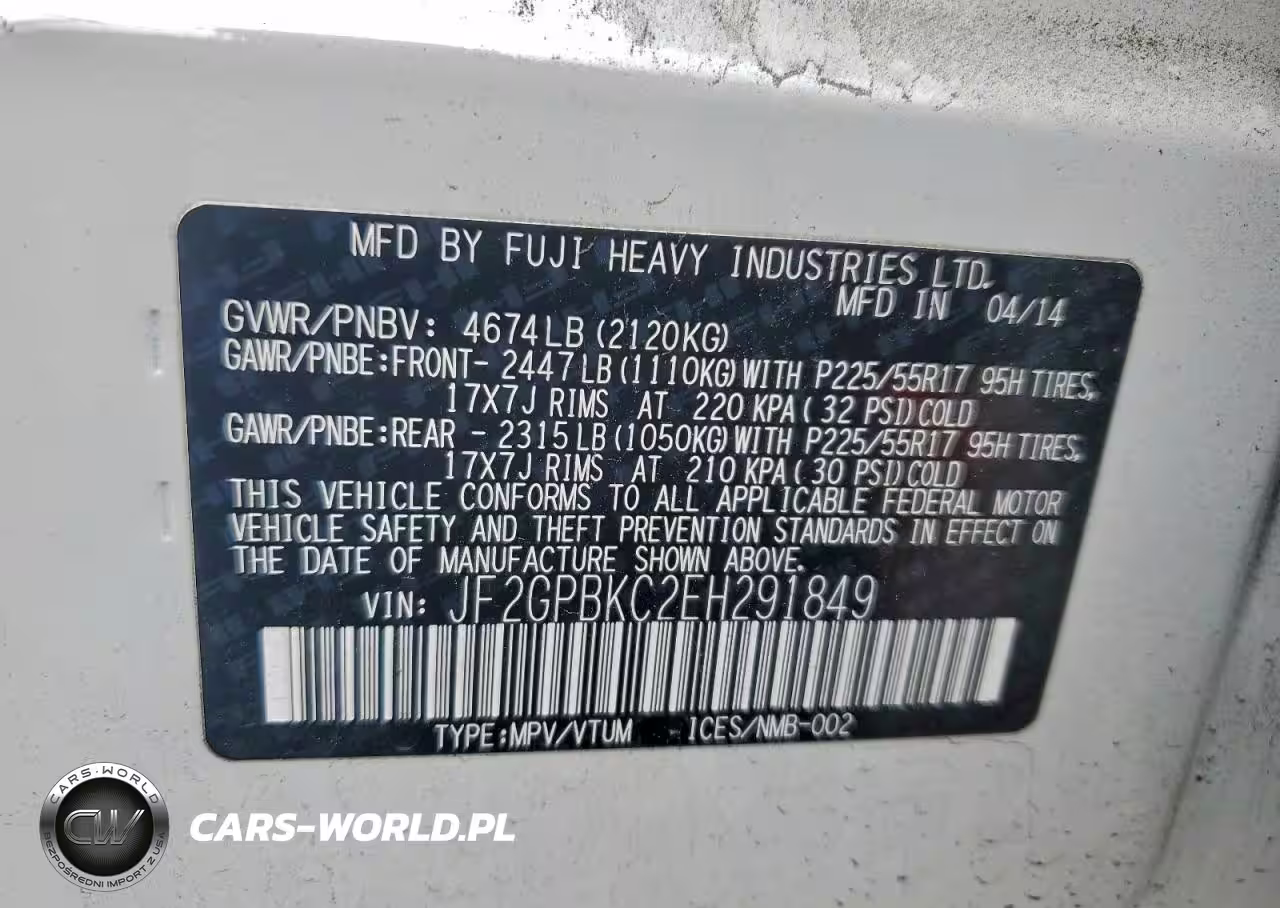 MFD BY FUJI HEAVY INDUSTRIES LTD.
MFD IN 04/14
GVWR/PNBV: 4674LB (2120KG)
GAWR/PNBE:FRONT- 2447LB (1110KG) WITH P225/55R17 95H TIRES,
17X7J RIMS AT 220 KPA (32 PSI) COLD
GAWR/PNBE:REAR - 2315LB (1050KG) WITH P225/55R17 95H TIRES,
17X7J RIMS AT 210 KPA (30 PSI) COLD
THIS VEHICLE CONFORMS TO ALL APPLICABLE FEDERAL MOTOR
VEHICLE SAFETY AND THEFT PREVENTION STANDARDS IN EFFECT ON
THE DATE OF MANUFACTURE SHOWN ABOVE.
VIN: JF2GPBKC2EH291849
TYPE:MPV/VTUM ICES/NMB-002
CARS-WORLD
CW
BEZPOŚREDNI IMPORT Z USA
CARS-WORLD.PL